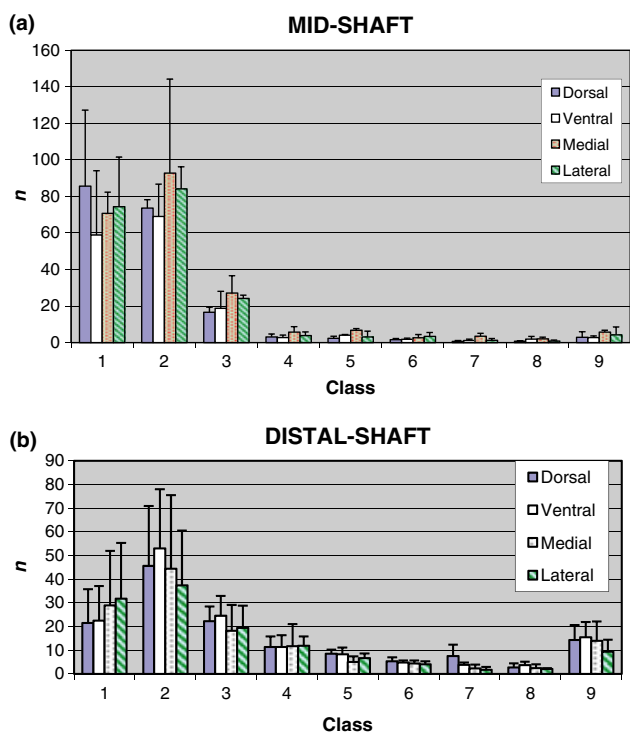 (a)
MID-SHAFT
160
140
120
100
80
60
40
20
0
n
Dorsal
Ventral
Medial
Lateral
1 2 3 4 5 6 7 8 9
Class
(b)
DISTAL-SHAFT
90
80
70
60
50
40
30
20
10
0
n
Dorsal
Ventral
Medial
Lateral
1 2 3 4 5 6 7 8 9
Class